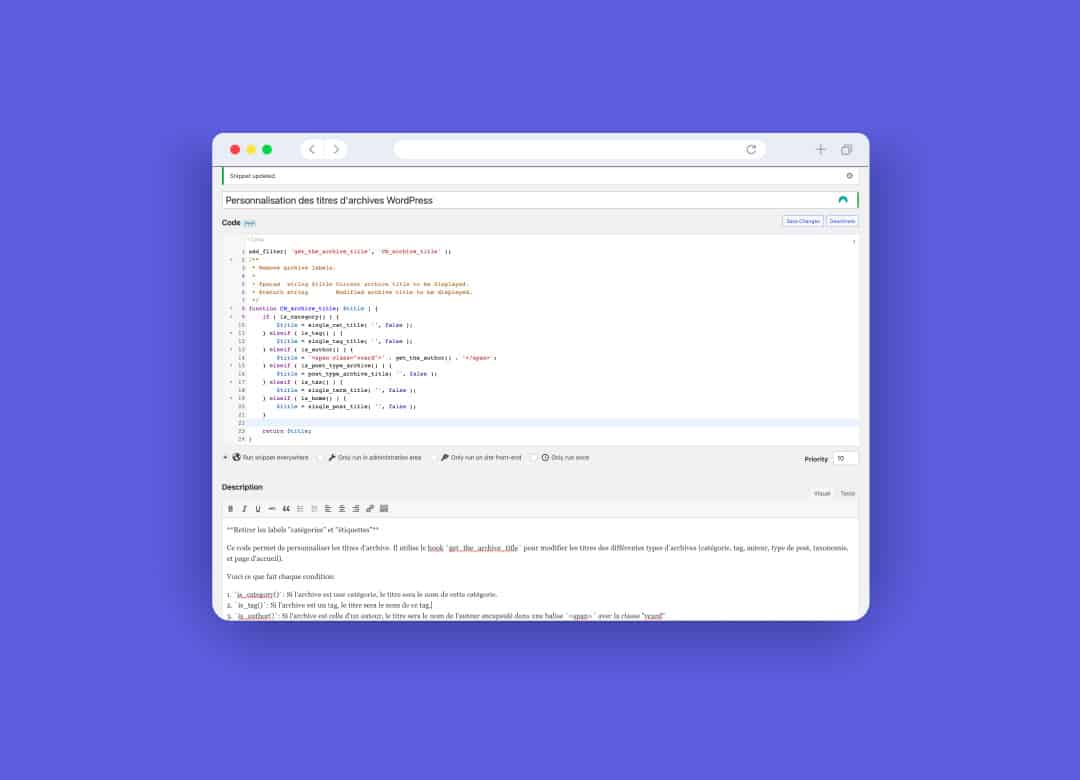 Snippet updated.
Personnalisation des titres d'archives WordPress
Code PHP
Save Changes Deactivate
<?php
1 add_filter( 'get_the_archive_title', 'CM_archive_title' );
2 /**
3 * Remove archive labels.
4 *
5 * @param string $title Current archive title to be displayed.
6 * @return string Modified archive title to be displayed.
7 */
8 function CM_archive_title( $title ) {
9 if ( is_category() ) {
10 $title = single_cat_title( '', false );
11 } elseif ( is_tag() ) {
12 $title = single_tag_title( '', false );
13 } elseif ( is_author() ) {
14 $title = '<span class="vcard">' . get_the_author() . '</span>';
15 } elseif ( is_post_type_archive() ) {
16 $title = post_type_archive_title( '', false );
17 } elseif ( is_tax() ) {
18 $title = single_term_title( '', false );
19 } elseif ( is_home() ) {
20 $title = single_post_title( '', false );
21 }
22
23 return $title;
24 }
Run snippet everywhere Only run in administration area Only run on site front-end Only run once Priority 10
Description
Visuel Texte
B I U
**Retirer les labels "catégories" et "étiquettes"**
Ce code permet de personnaliser les titres d'archive. Il utilise le hook `get_the_archive_title` pour modifier les titres des différentes types d'archives (catégorie, tag, auteur, type de post, taxonomie,
et page d'accueil).
Voici ce que fait chaque condition:
1. `is_category()`: Si l'archive est une catégorie, le titre sera le nom de cette catégorie.
2. `is_tag()`: Si l'archive est un tag, le titre sera le nom de ce tag.
3. `is_author()`: Si l'archive est celle d'un auteur, le titre sera le nom de l'auteur encapsulé dans une balise `<span>` avec la classe "vcard"